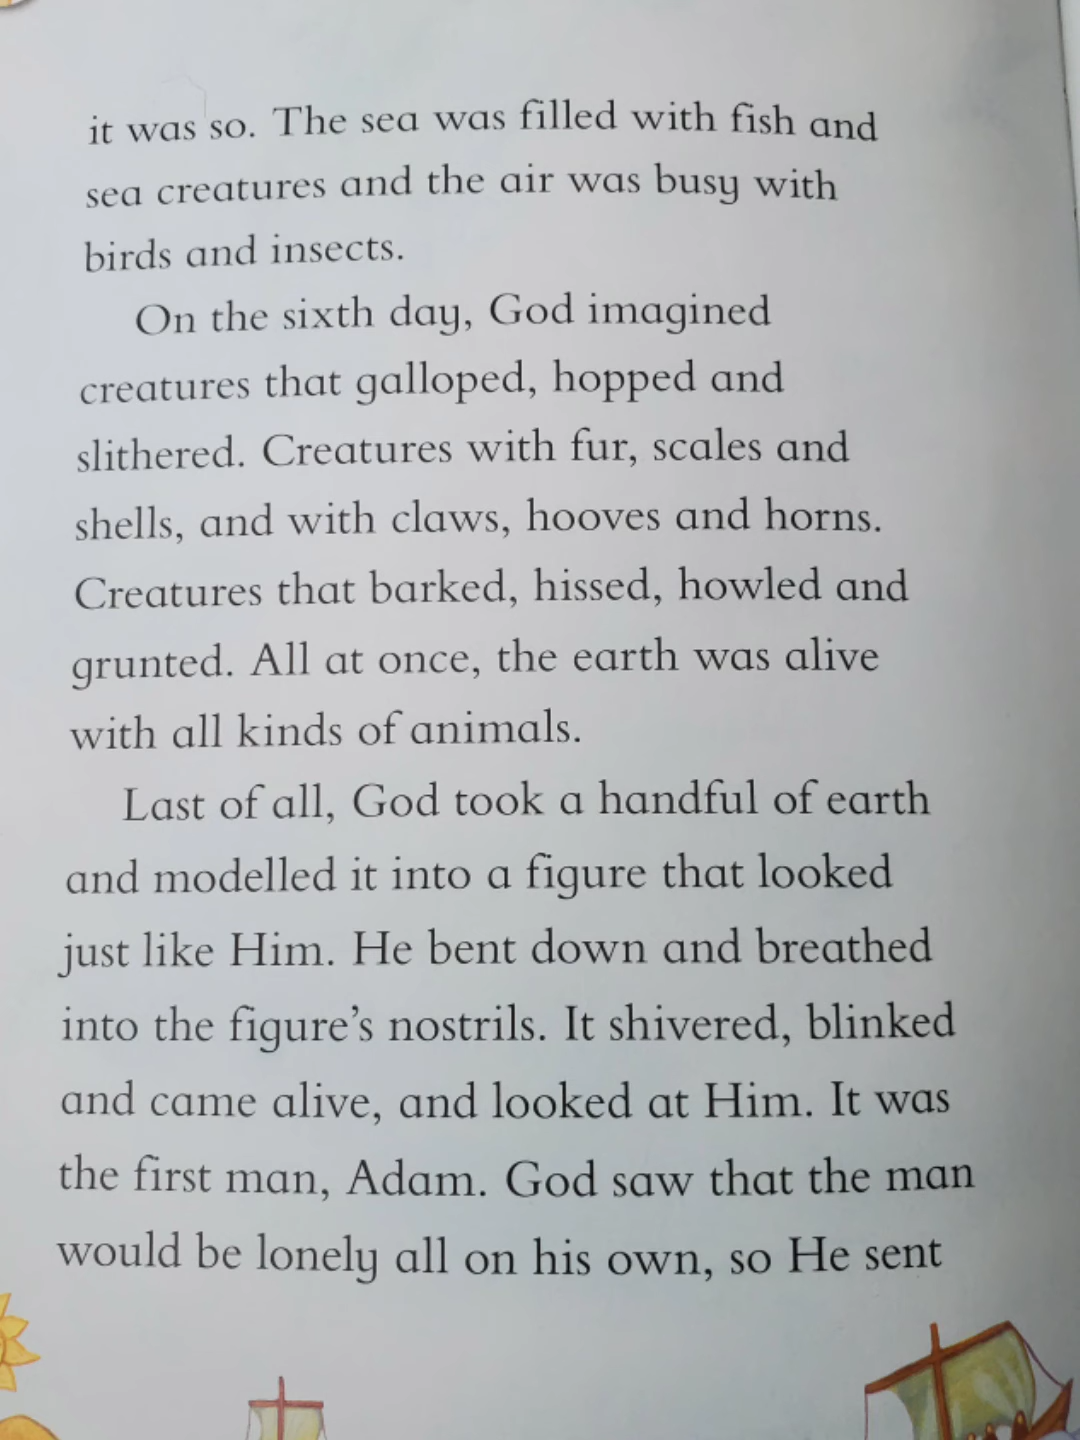 it was so. The sea was filled with fish and
sea creatures and the air was busy with
birds and insects.
On the sixth day, God imagined
creatures that galloped, hopped and
slithered. Creatures with fur, scales and
shells, and with claws, hooves and horns.
Creatures that barked, hissed, howled and
grunted. All at once, the earth was alive
with all kinds of animals.
Last of all, God took a handful of earth
and modelled it into a figure that looked
just like Him. He bent down and breathed
into the figure’s nostrils. It shivered, blinked
and came alive, and looked at Him. It was
the first man, Adam. God saw that the man
would be lonely all on his own, so He sent